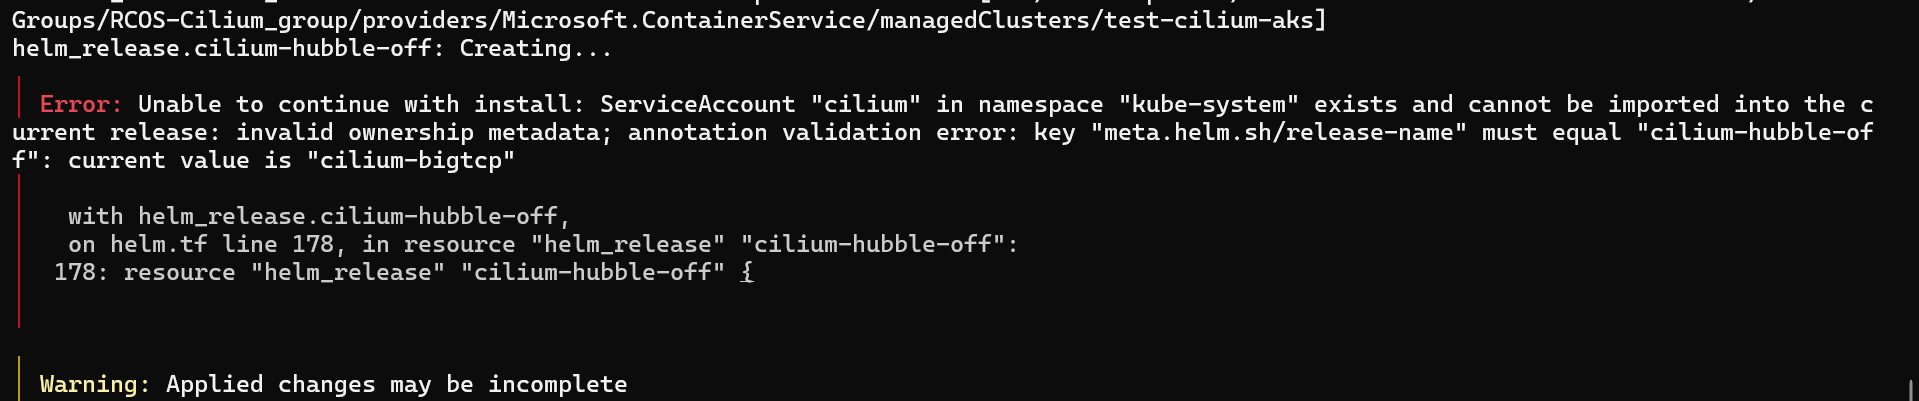 Groups/RCOS-Cilium_group/providers/Microsoft.ContainerService/managedClusters/test-cilium-aks]
helm_release.cilium-hubble-off: Creating...
Error: Unable to continue with install: ServiceAccount "cilium" in namespace "kube-system" exists and cannot be imported into the c
urrent release: invalid ownership metadata; annotation validation error: key "meta.helm.sh/release-name" must equal "cilium-hubble-of
f": current value is "cilium-bigtcp"
with helm_release.cilium-hubble-off,
on helm.tf line 178, in resource "helm_release" "cilium-hubble-off":
178: resource "helm_release" "cilium-hubble-off" {
Warning: Applied changes may be incomplete